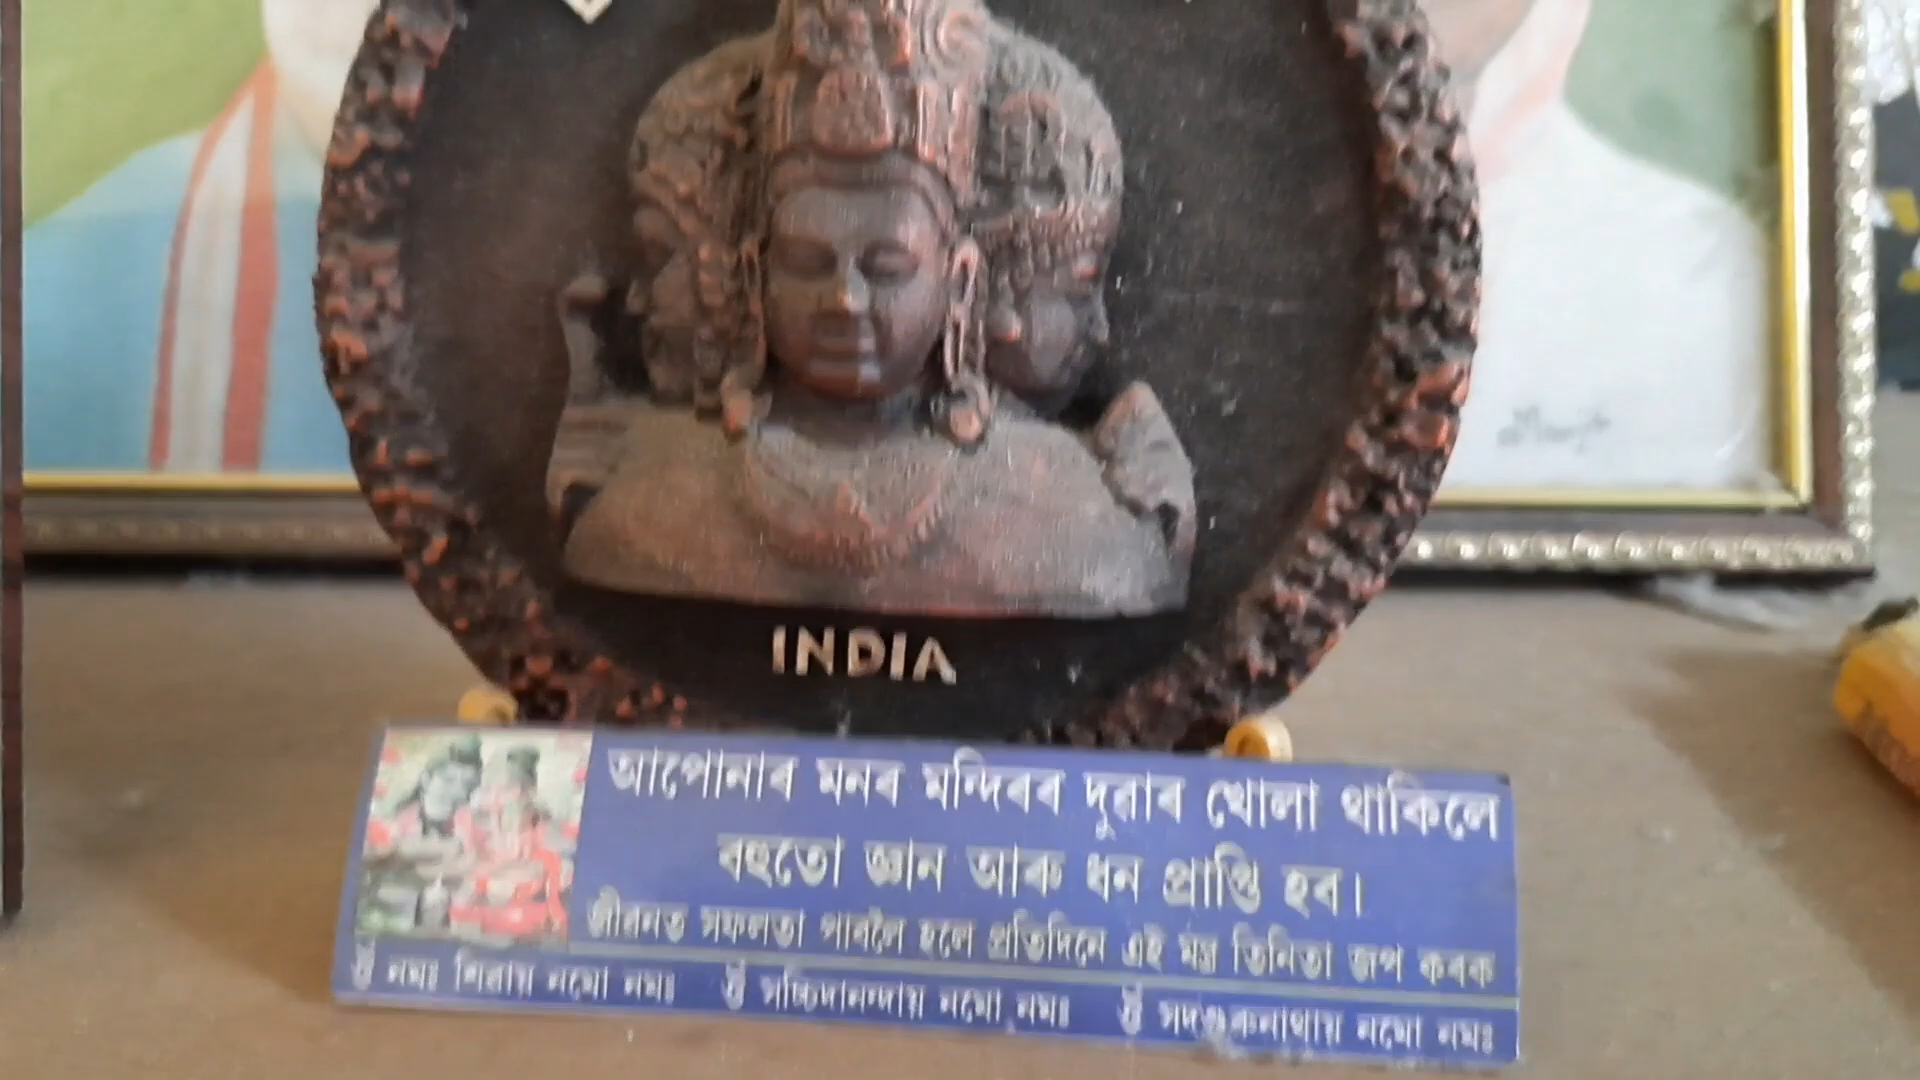 INDIA
আপোনাৰ মনৰ মন্দিৰৰ দুৱাৰ খোলা থাকিলে
বহুতো জ্ঞান আৰু ধন প্ৰাপ্তি হব।
জীৱনত সফলতা পাবলৈ হলে প্ৰতিদিনে এই মন্ত্ৰ তিনিটা জপ কৰক
ওঁ নমঃ শিৱায় নমো নমঃ ওঁ সচ্চিদানন্দায় নমো নমঃ ওঁ সদগুৰুনাথায় নমো নমঃ